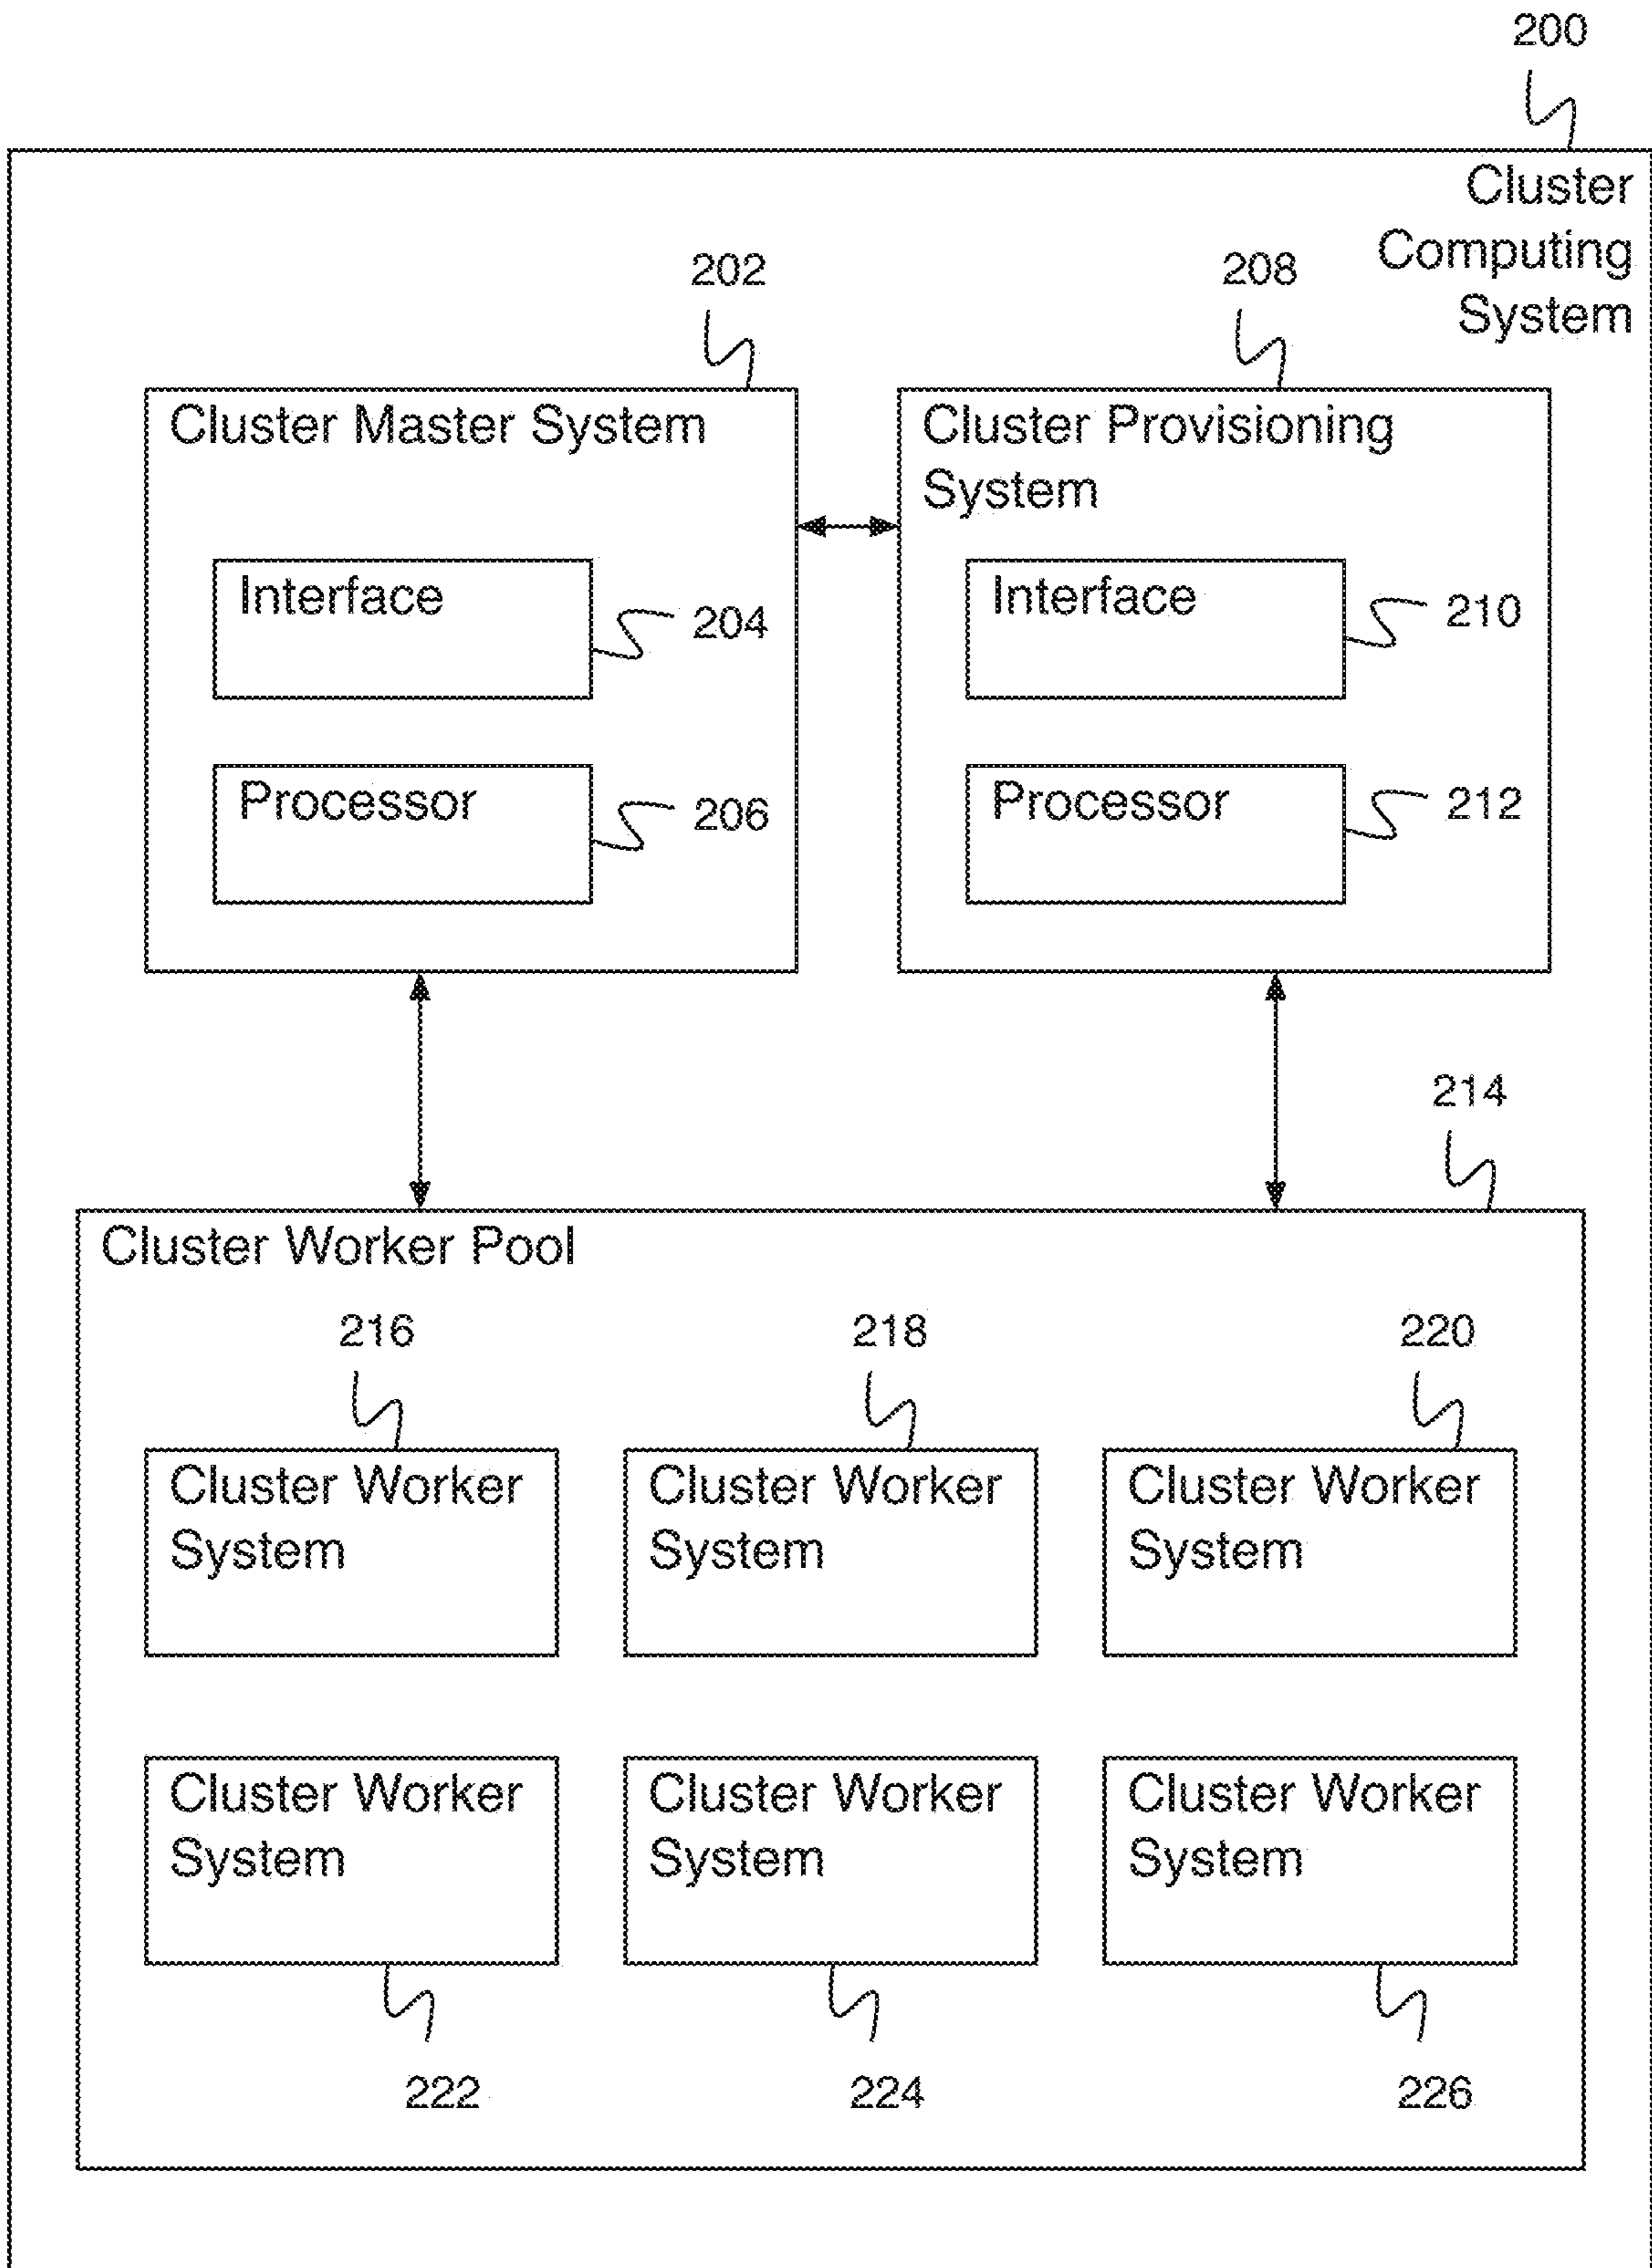 200
Cluster
Computing
System
202
208
Cluster Master System
Cluster Provisioning
System
Interface
204
Interface
210
Processor
206
Processor
212
214
Cluster Worker Pool
216
218
220
Cluster Worker
System
Cluster Worker
System
Cluster Worker
System
Cluster Worker
System
Cluster Worker
System
Cluster Worker
System
222
224
226